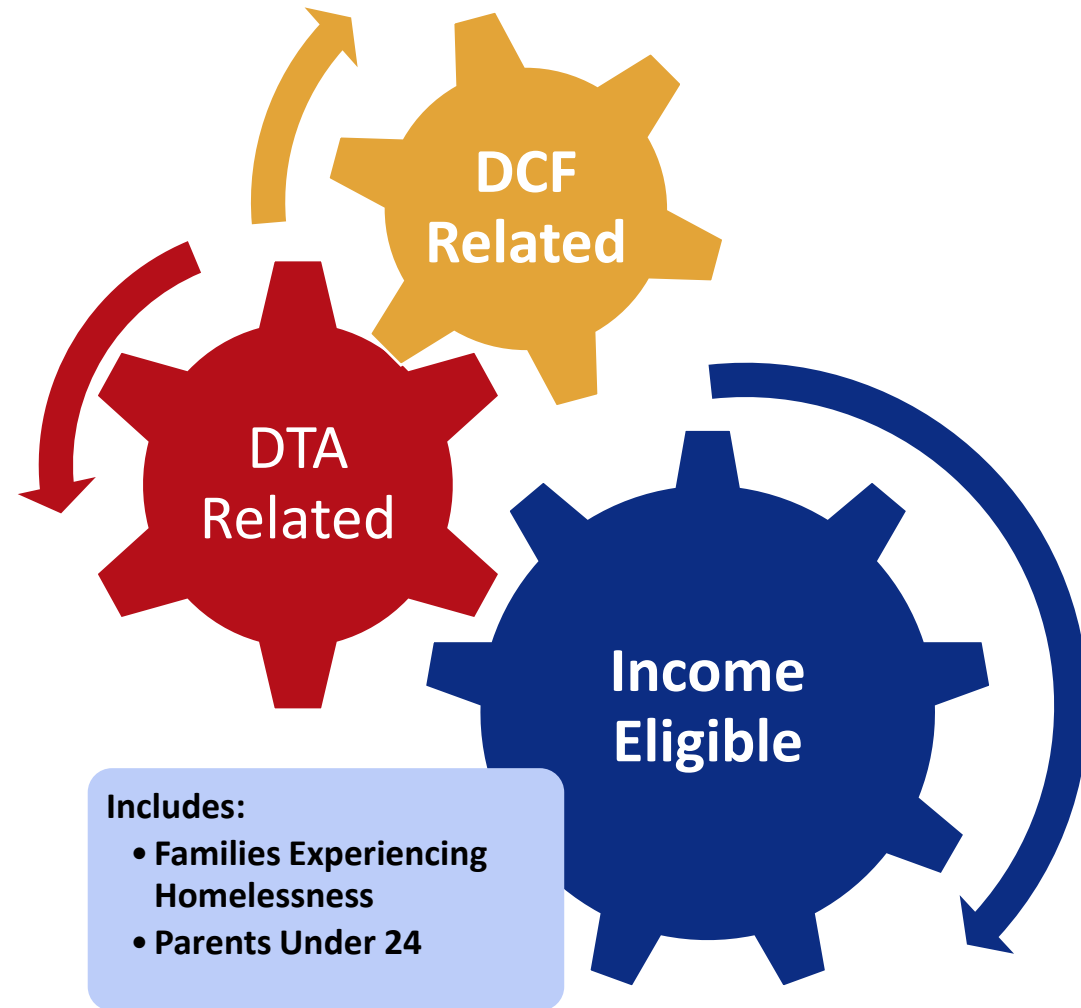 DCF
Related
DTA
Related
Income
Eligible
Includes:
• Families Experiencing
Homelessness
• Parents Under 24